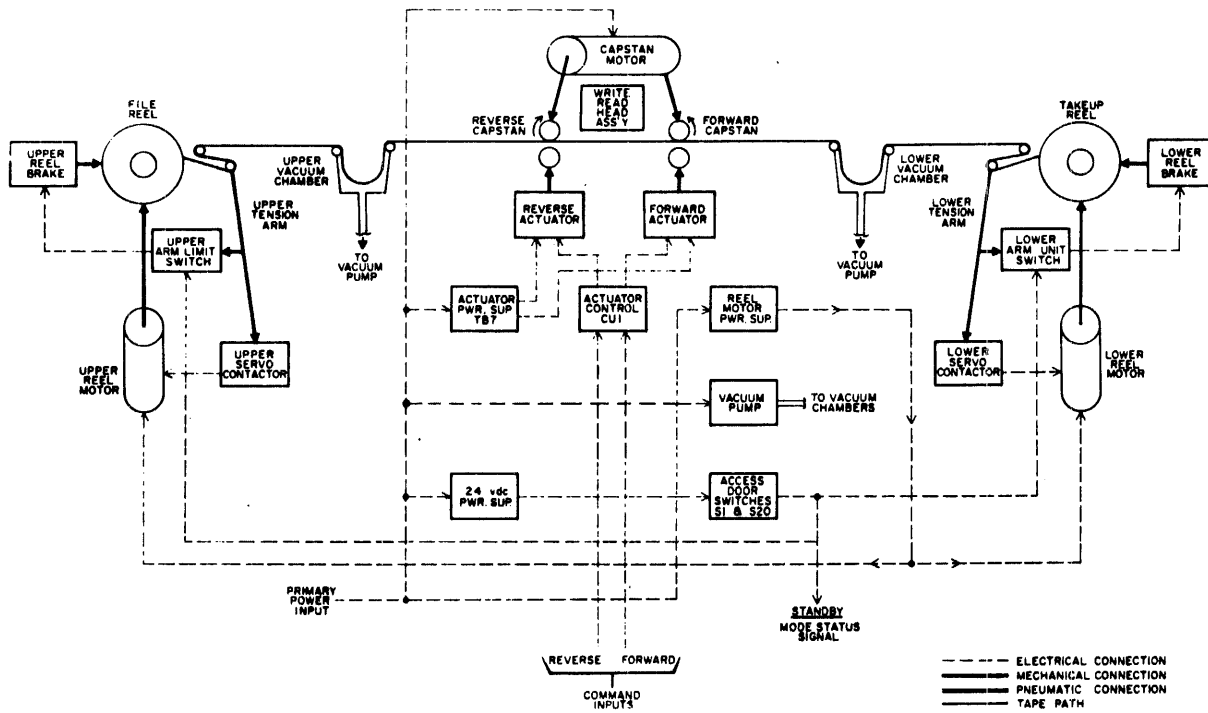 CAPSTAN
MOTOR
WRITE
READ
HEAD
ASS'Y
REVERSE
CAPSTAN
FORWARD
CAPSTAN
FILE
REEL
TAKEUP
REEL
UPPER
REEL
BRAKE
LOWER
REEL
BRAKE
UPPER
VACUUM
CHAMBER
LOWER
VACUUM
CHAMBER
UPPER
TENSION
ARM
LOWER
TENSION
ARM
REVERSE
ACTUATOR
FORWARD
ACTUATOR
UPPER
ARM LIMIT
SWITCH
LOWER
ARM UNIT
SWITCH
TO
VACUUM
PUMP
TO
VACUUM
PUMP
ACTUATOR
PWR. SUP.
TB7
ACTUATOR
CONTROL
CU1
REEL
MOTOR
PWR. SUP.
UPPER
REEL
MOTOR
UPPER
SERVO
CONTACTOR
LOWER
SERVO
CONTACTOR
LOWER
REEL
MOTOR
VACUUM
PUMP
TO VACUUM
CHAMBERS
24 vdc
PWR. SUP.
ACCESS
DOOR
SWITCHES
S1 & S20
PRIMARY
POWER
INPUT
STANDBY
MODE STATUS
SIGNAL
REVERSE FORWARD
COMMAND
INPUTS
ELECTRICAL CONNECTION
MECHANICAL CONNECTION
PNEUMATIC CONNECTION
TAPE PATH